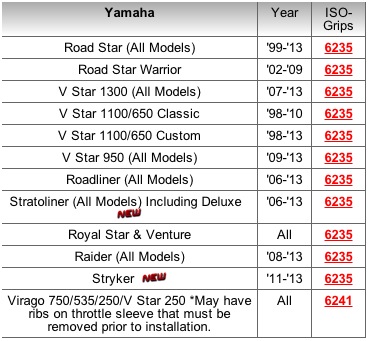 Yamaha Year ISO-
Grips
Road Star (All Models) '99-'13 6235
Road Star Warrior '02-'09 6235
V Star 1300 (All Models) '07-'13 6235
V Star 1100/650 Classic '98-'10 6235
V Star 1100/650 Custom '98-'13 6235
V Star 950 (All Models) '09-'13 6235
Roadliner (All Models) '06-'13 6235
Stratoliner (All Models) Including Deluxe '06-'13 6235
NEW
Royal Star & Venture All 6235
Raider (All Models) '08-'13 6235
Stryker NEW '11-'13 6235
Virago 750/535/250/V Star 250 *May have All 6241
ribs on throttle sleeve that must be
removed prior to installation.